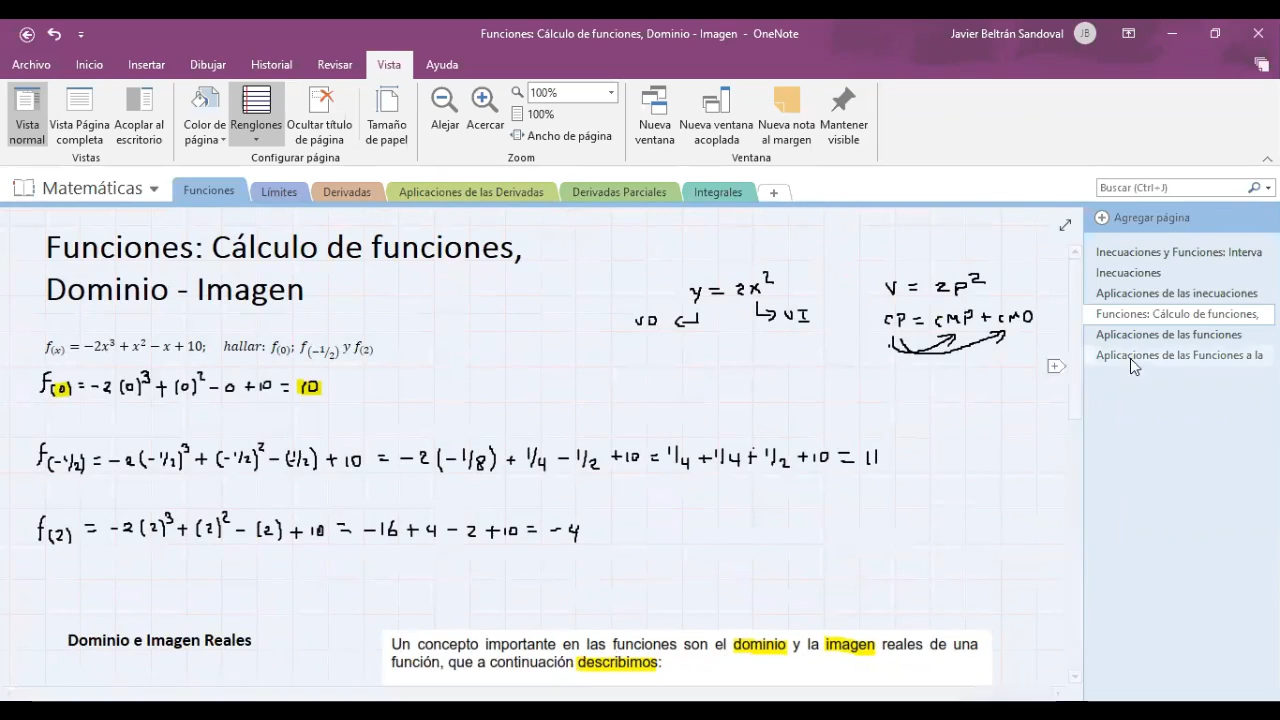 Funciones: Cálculo de funciones, Dominio - Imagen - OneNote
Javier Beltrán Sandoval JB
Archivo Inicio Insertar Dibujar Historial Revisar Vista Ayuda
Vista normal
Vista Página completa
Acoplar al escritorio
Vistas
Color de página
Renglones
Ocultar título de página
Tamaño de papel
Configurar página
Alejar
Acercar
100%
100%
Ancho de página
Zoom
Nueva ventana
Nueva ventana acoplada
Nueva nota al margen
Mantener visible
Ventana
Matemáticas
Funciones Límites Derivadas Aplicaciones de las Derivadas Derivadas Parciales Integrales +
Buscar (Ctrl+J)
Agregar página
Inecuaciones y Funciones: Interva
Inecuaciones
Aplicaciones de las inecuaciones
Funciones: Cálculo de funciones,
Aplicaciones de las funciones
Aplicaciones de las Funciones a la
Funciones: Cálculo de funciones,
Dominio - Imagen
y = 2x²
VD VI
V = 2P²
CP = CMP + CMO
f(x) = −2x³ + x² − x + 10; hallar: f(0); f(−1/2) y f(2)
f(0) = -2(0)³ + (0)² - 0 + 10 = 10
f(-1/2) = -2(-1/2)³ + (-1/2)² - (-1/2) + 10 = -2(-1/8) + 1/4 - 1/2 + 10 = 1/4 + 1/4 + 1/2 + 10 = 11
f(2) = -2(2)³ + (2)² - (2) + 10 = -16 + 4 - 2 + 10 = -4
Dominio e Imagen Reales
Un concepto importante en las funciones son el dominio y la imagen reales de una
función, que a continuación describimos: